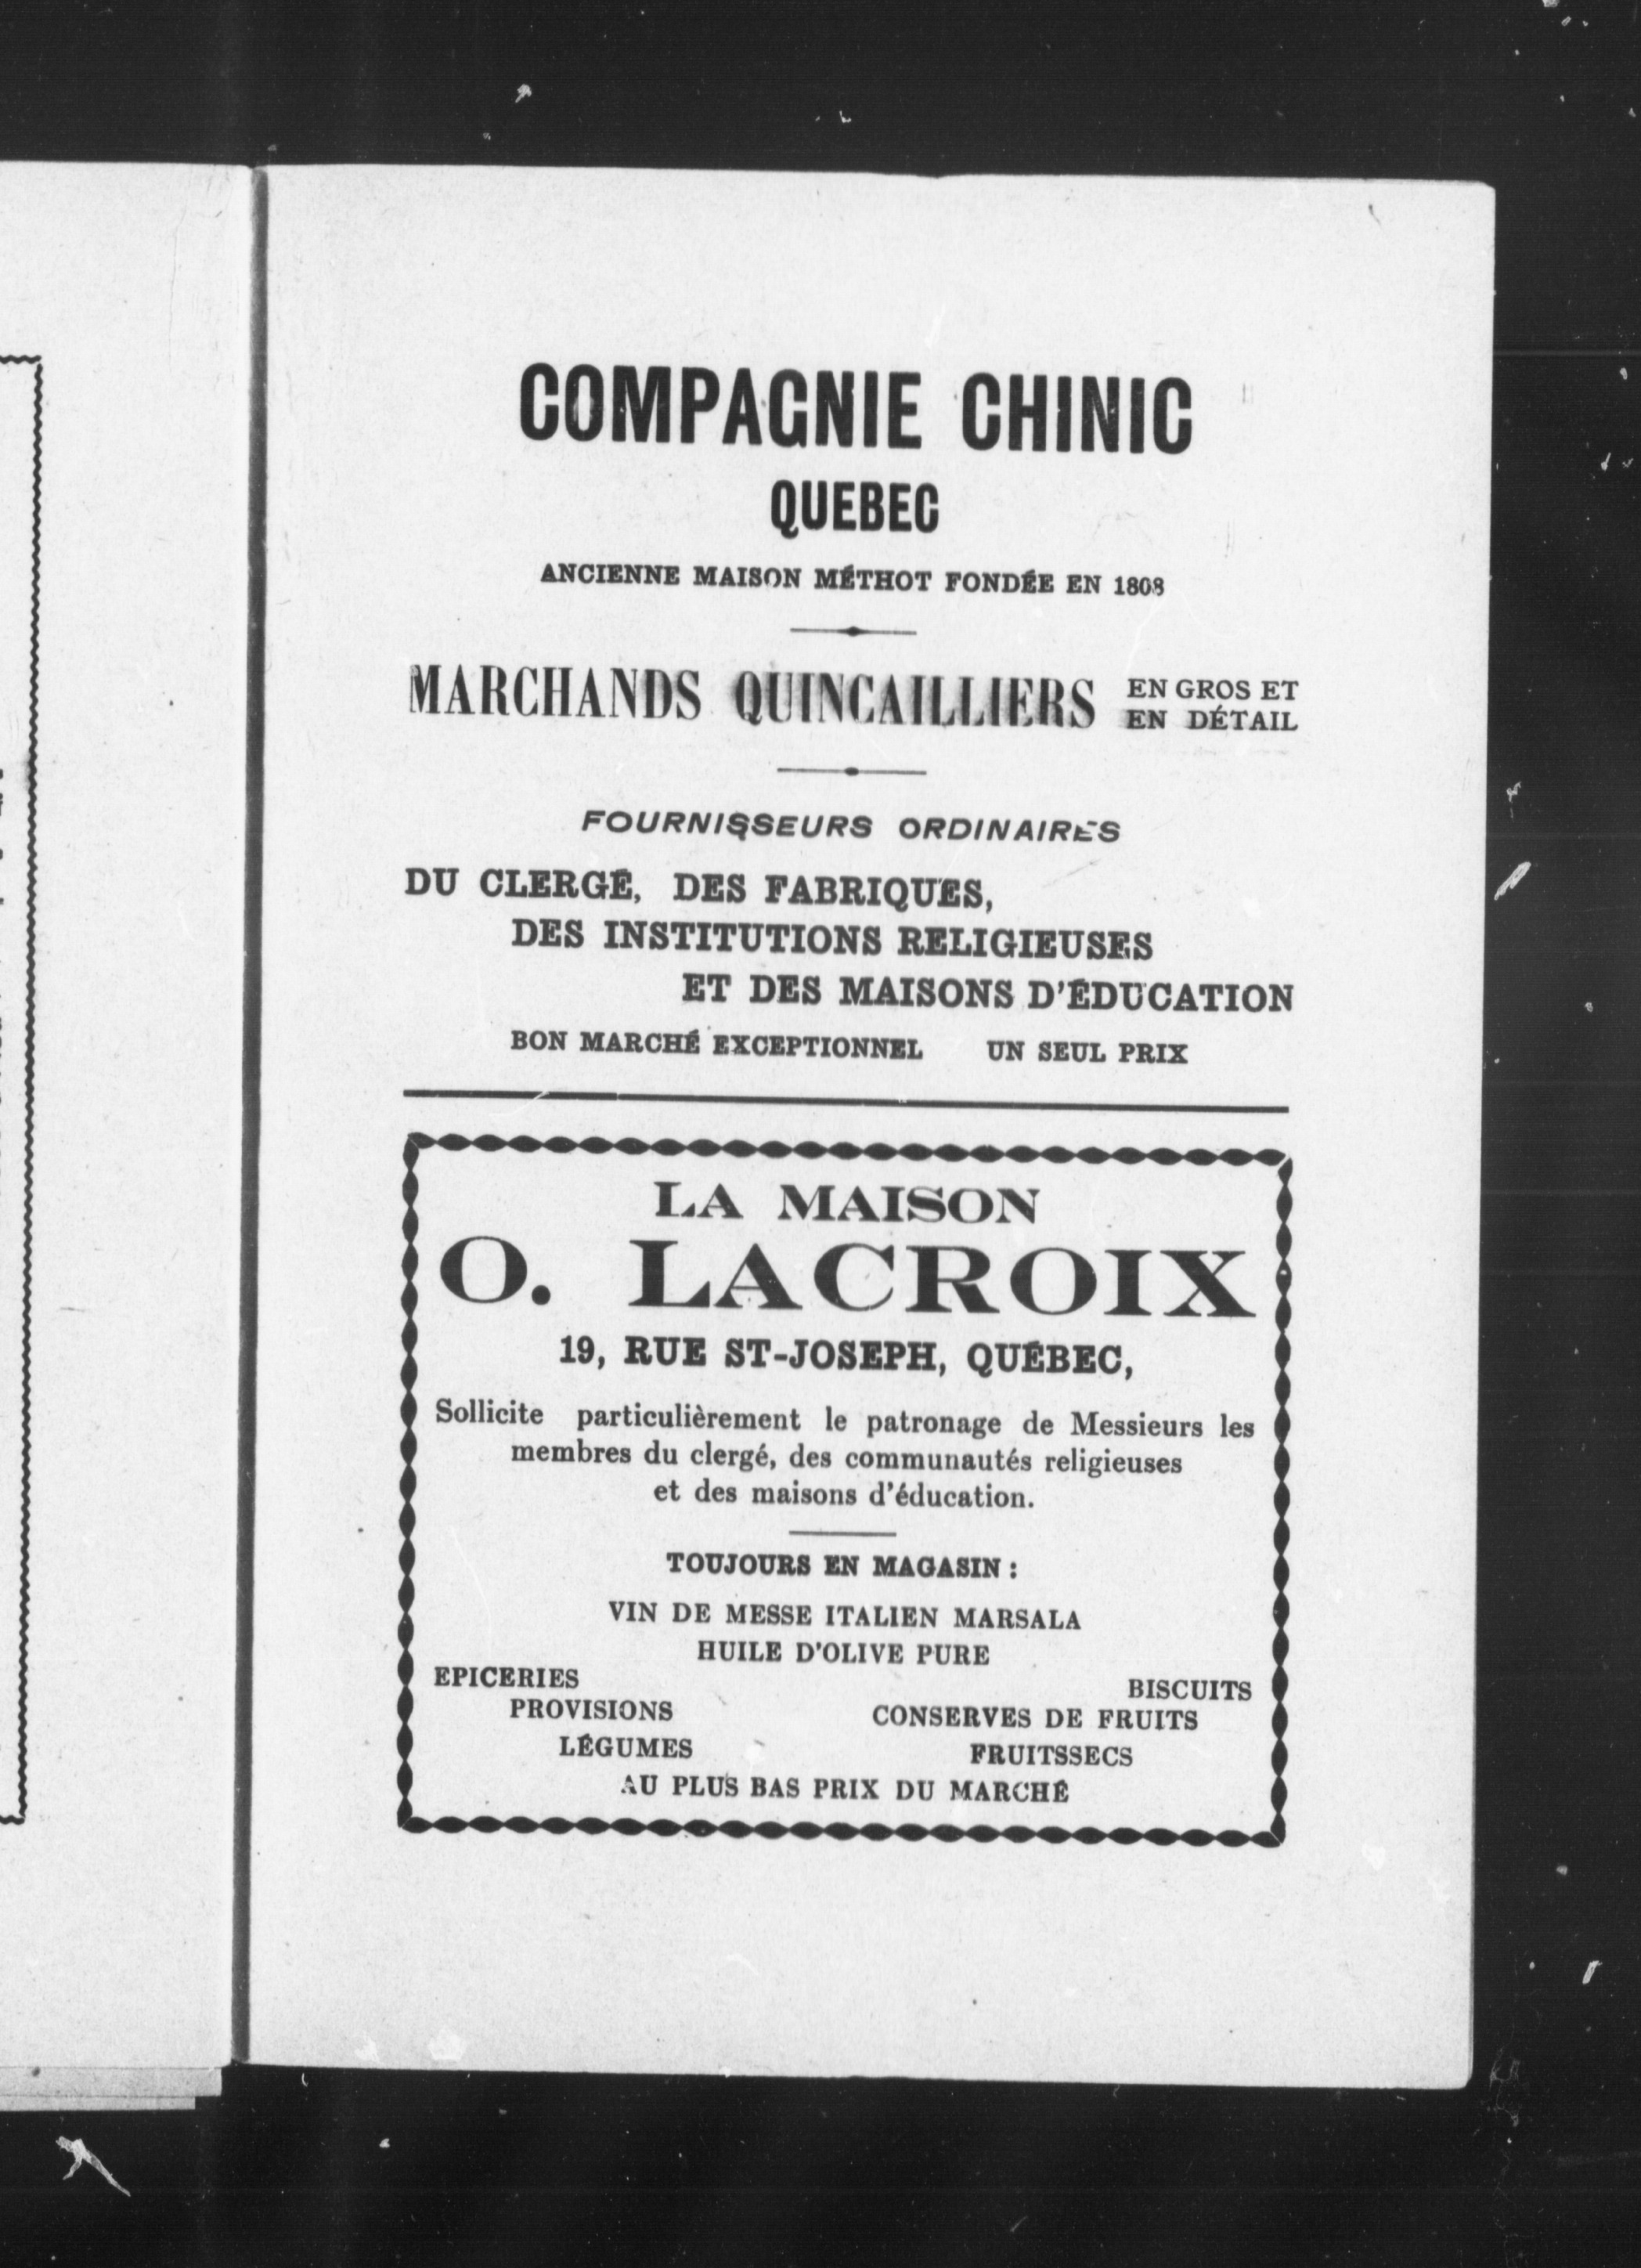 COMPAGNIE CHINIC
QUEBEC
ANCIENNE MAISON MÉTHOT FONDÉE EN 1808
MARCHANDS QUINCAILLIERS EN GROS ET
EN DÉTAIL
FOURNISSEURS ORDINAIRES
DU CLERGÉ, DES FABRIQUES,
DES INSTITUTIONS RELIGIEUSES
ET DES MAISONS D'ÉDUCATION
BON MARCHÉ EXCEPTIONNEL UN SEUL PRIX
LA MAISON
O. LACROIX
19, RUE ST-JOSEPH, QUÉBEC,
Sollicite particulièrement le patronage de Messieurs les
membres du clergé, des communautés religieuses
et des maisons d'éducation.
TOUJOURS EN MAGASIN :
VIN DE MESSE ITALIEN MARSALA
HUILE D'OLIVE PURE
EPICERIES BISCUITS
PROVISIONS CONSERVES DE FRUITS
LÉGUMES FRUITSSECS
AU PLUS BAS PRIX DU MARCHÉ